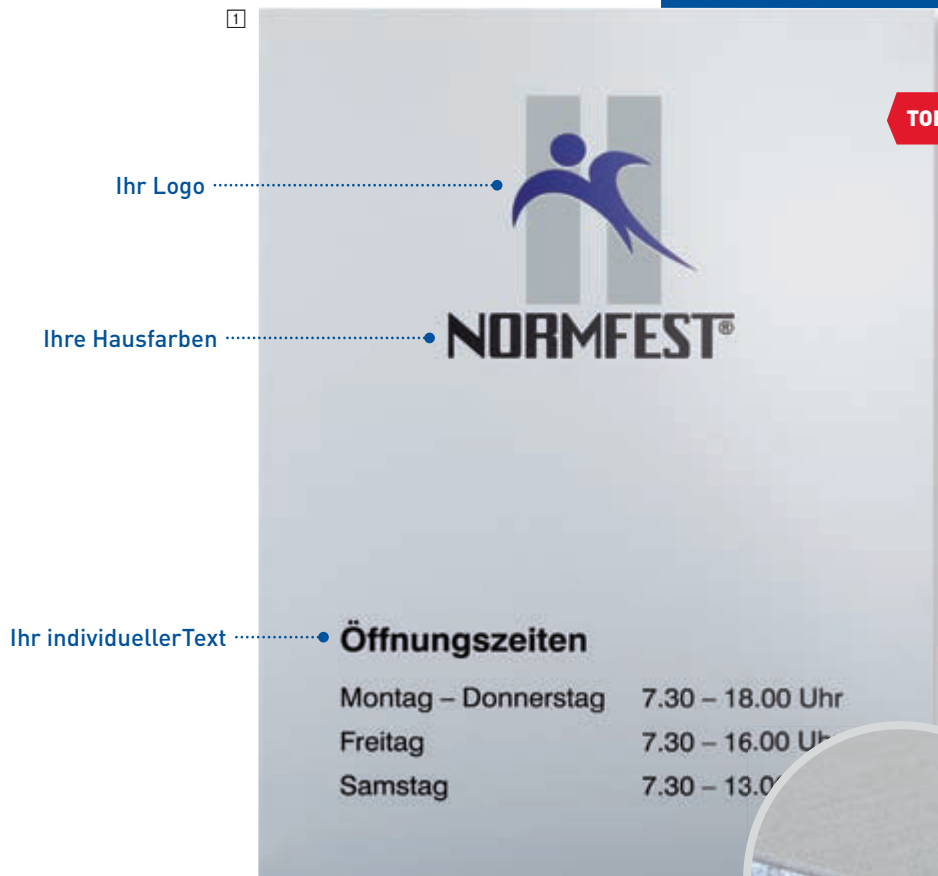 1
Ihr Logo
Ihre Hausfarben
NORMFEST®
Ihr individuellerText
Öffnungszeiten
Montag – Donnerstag 7.30 – 18.00 Uhr
Freitag 7.30 – 16.00
Samstag 7.30 –